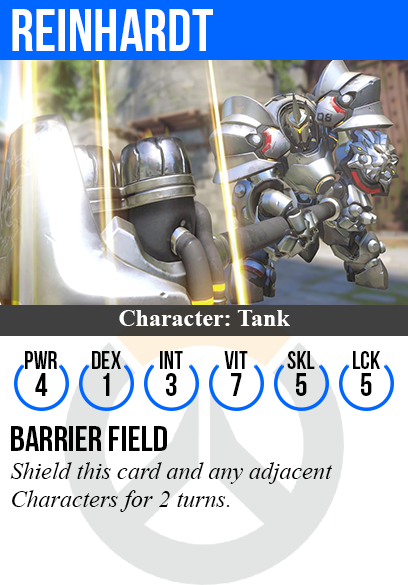 REINHARDT
08
Character: Tank
PWR DEX INT VIT SKL LCK
4 1 3 7 5 5
BARRIER FIELD
Shield this card and any adjacent
Characters for 2 turns.